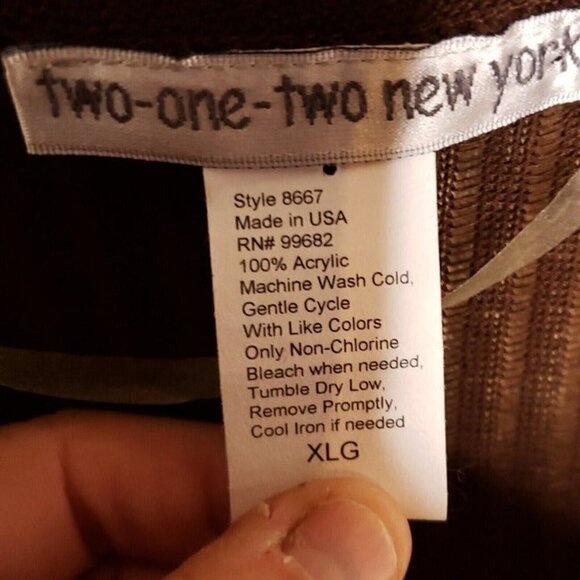 two-one-two new york
Style 8667
Made in USA
RN# 99682
100% Acrylic
Machine Wash Cold,
Gentle Cycle
With Like Colors
Only Non-Chlorine
Bleach when needed,
Tumble Dry Low,
Remove Promptly,
Cool Iron if needed
XLG